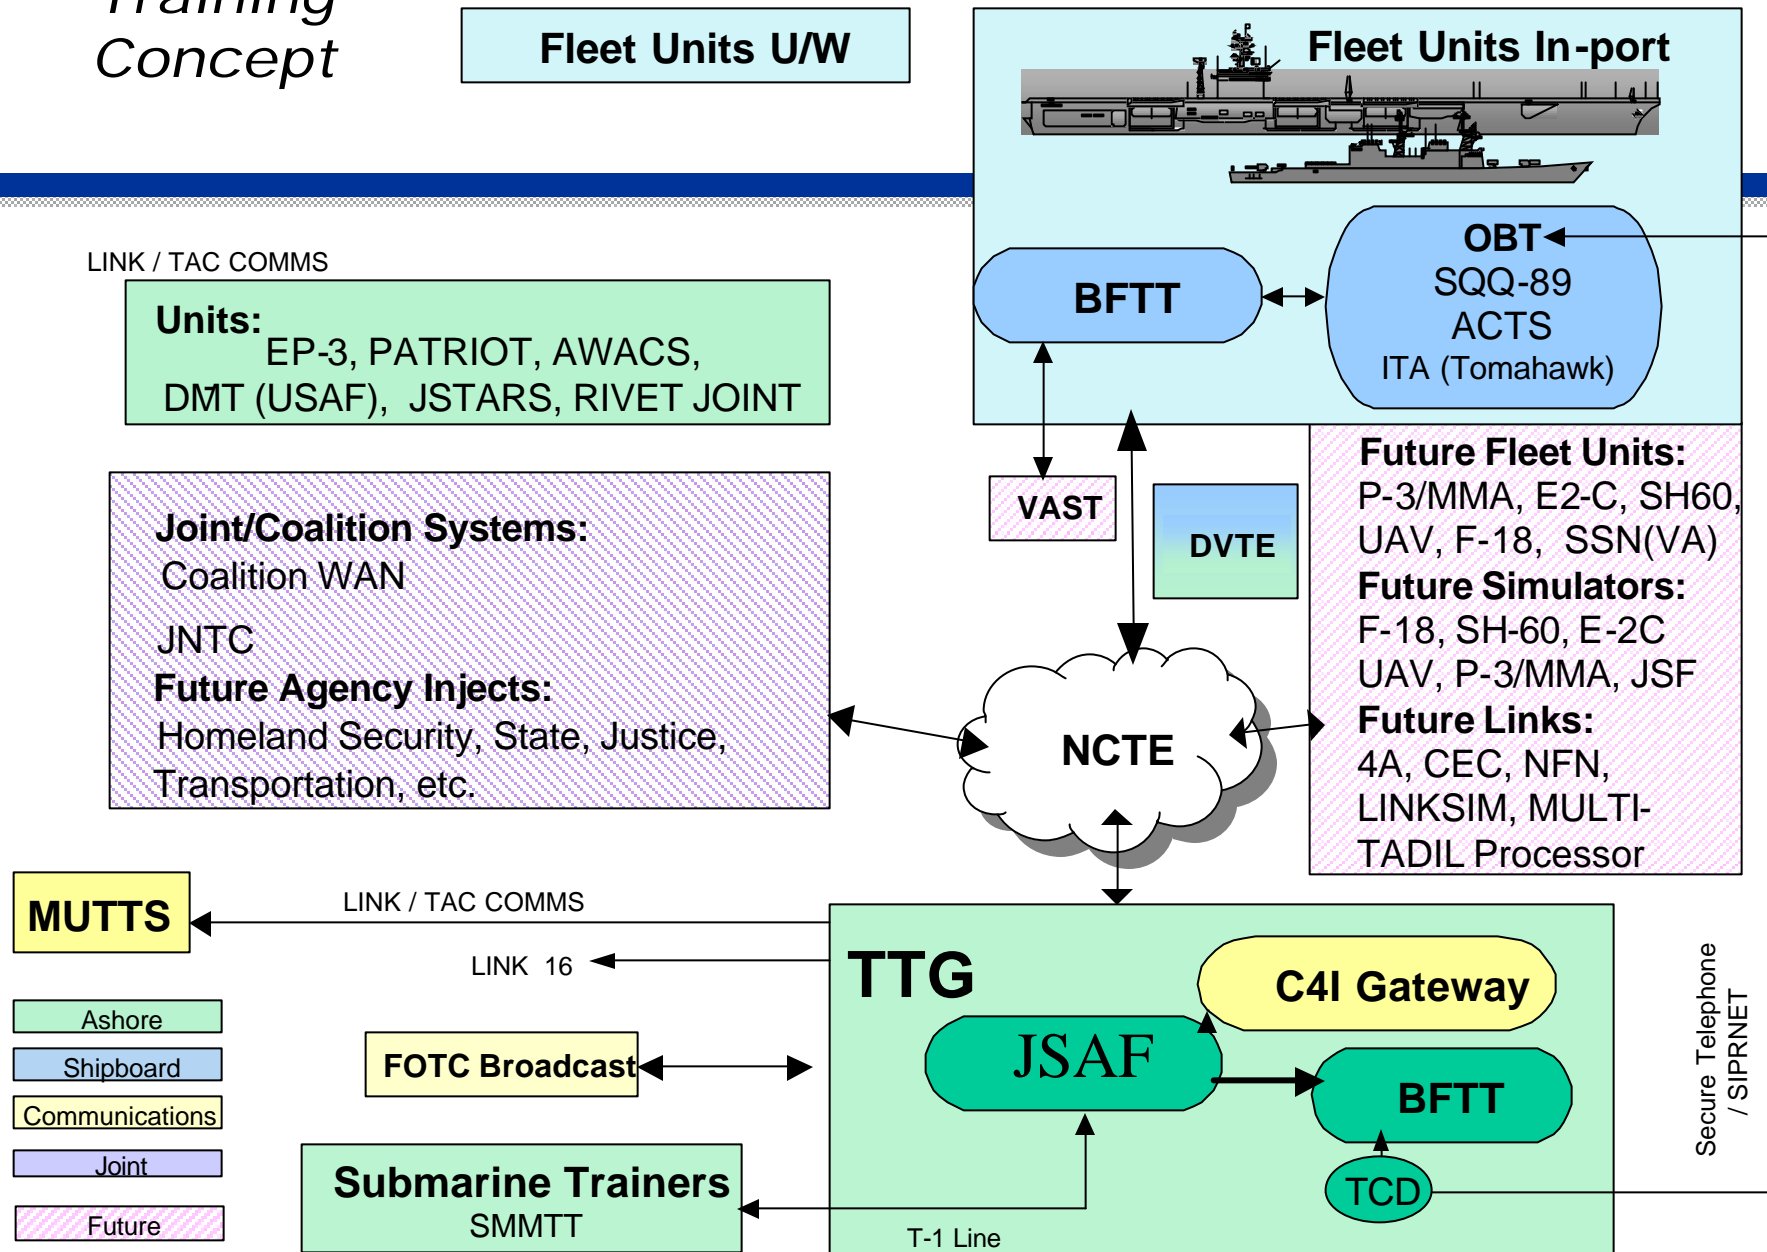 Training
Concept
Fleet Units U/W
Fleet Units In-port
OBT
SQQ-89
ACTS
ITA (Tomahawk)
BFTT
LINK / TAC COMMS
Units:
EP-3, PATRIOT, AWACS,
DMT (USAF), JSTARS, RIVET JOINT
VAST
DVTE
Future Fleet Units:
P-3/MMA, E2-C, SH60,
UAV, F-18, SSN(VA)
Future Simulators:
F-18, SH-60, E-2C
UAV, P-3/MMA, JSF
Future Links:
4A, CEC, NFN,
LINKSIM, MULTI-
TADIL Processor
Joint/Coalition Systems:
Coalition WAN
JNTC
Future Agency Injects:
Homeland Security, State, Justice,
Transportation, etc.
NCTE
MUTTS
LINK / TAC COMMS
LINK 16
TTG
C4I Gateway
JSAF
BFTT
TCD
Secure Telephone
/ SIPRNET
FOTC Broadcast
Submarine Trainers
SMMTT
T-1 Line
Ashore
Shipboard
Communications
Joint
Future